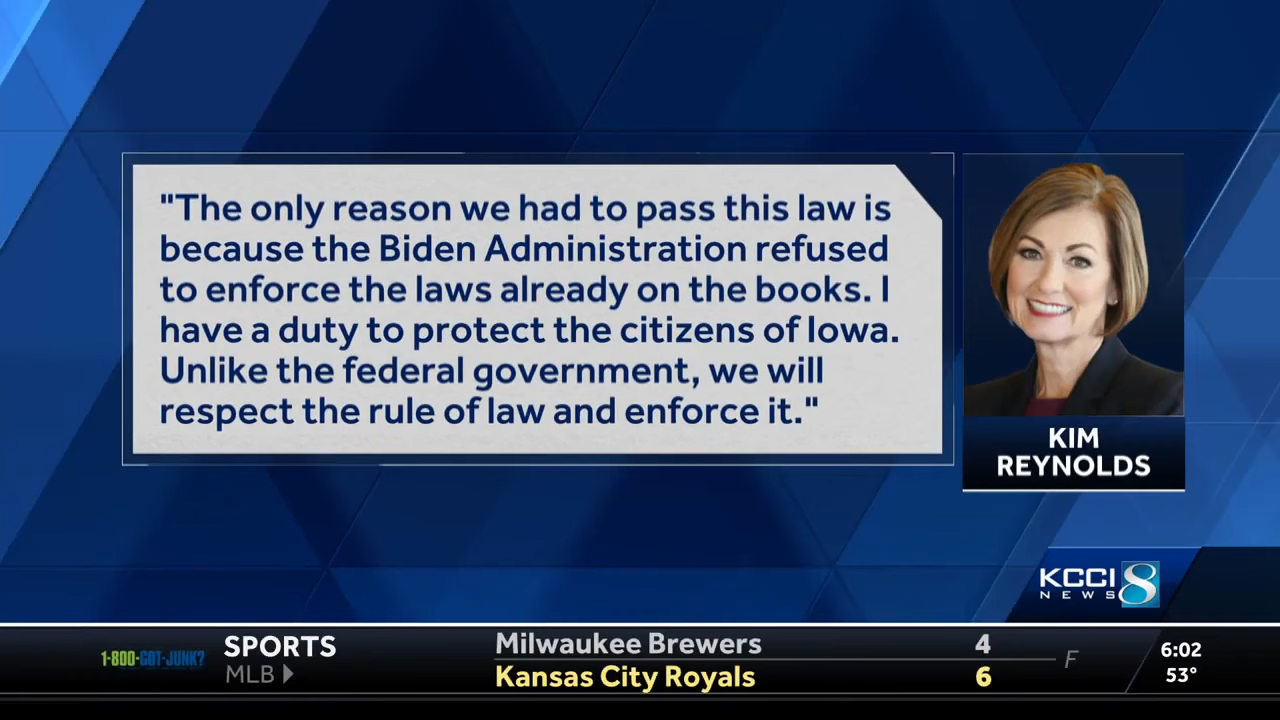 "The only reason we had to pass this law is
because the Biden Administration refused
to enforce the laws already on the books. I
have a duty to protect the citizens of Iowa.
Unlike the federal government, we will
respect the rule of law and enforce it."
KIM
REYNOLDS
KCCI 8
NEWS
1-800-GOT-JUNK?
SPORTS
MLB
Milwaukee Brewers 4
Kansas City Royals 6
F
6:02
53°